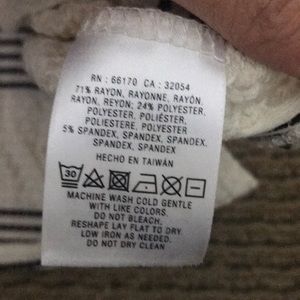 RN : 66170 CA : 32054
71% RAYON, RAYONNE, RAYÓN,
RAYON, REYON; 24% POLYESTER,
POLYESTER, POLIÉSTER,
POLIESTERE, POLYESTER
5% SPANDEX, SPANDEX, SPANDEX,
SPANDEX, SPANDEX
HECHO EN TAIWÁN
30
MACHINE WASH COLD GENTLE
WITH LIKE COLORS.
DO NOT BLEACH.
RESHAPE LAY FLAT TO DRY
LOW IRON AS NEEDED.
DO NOT DRY CLEAN